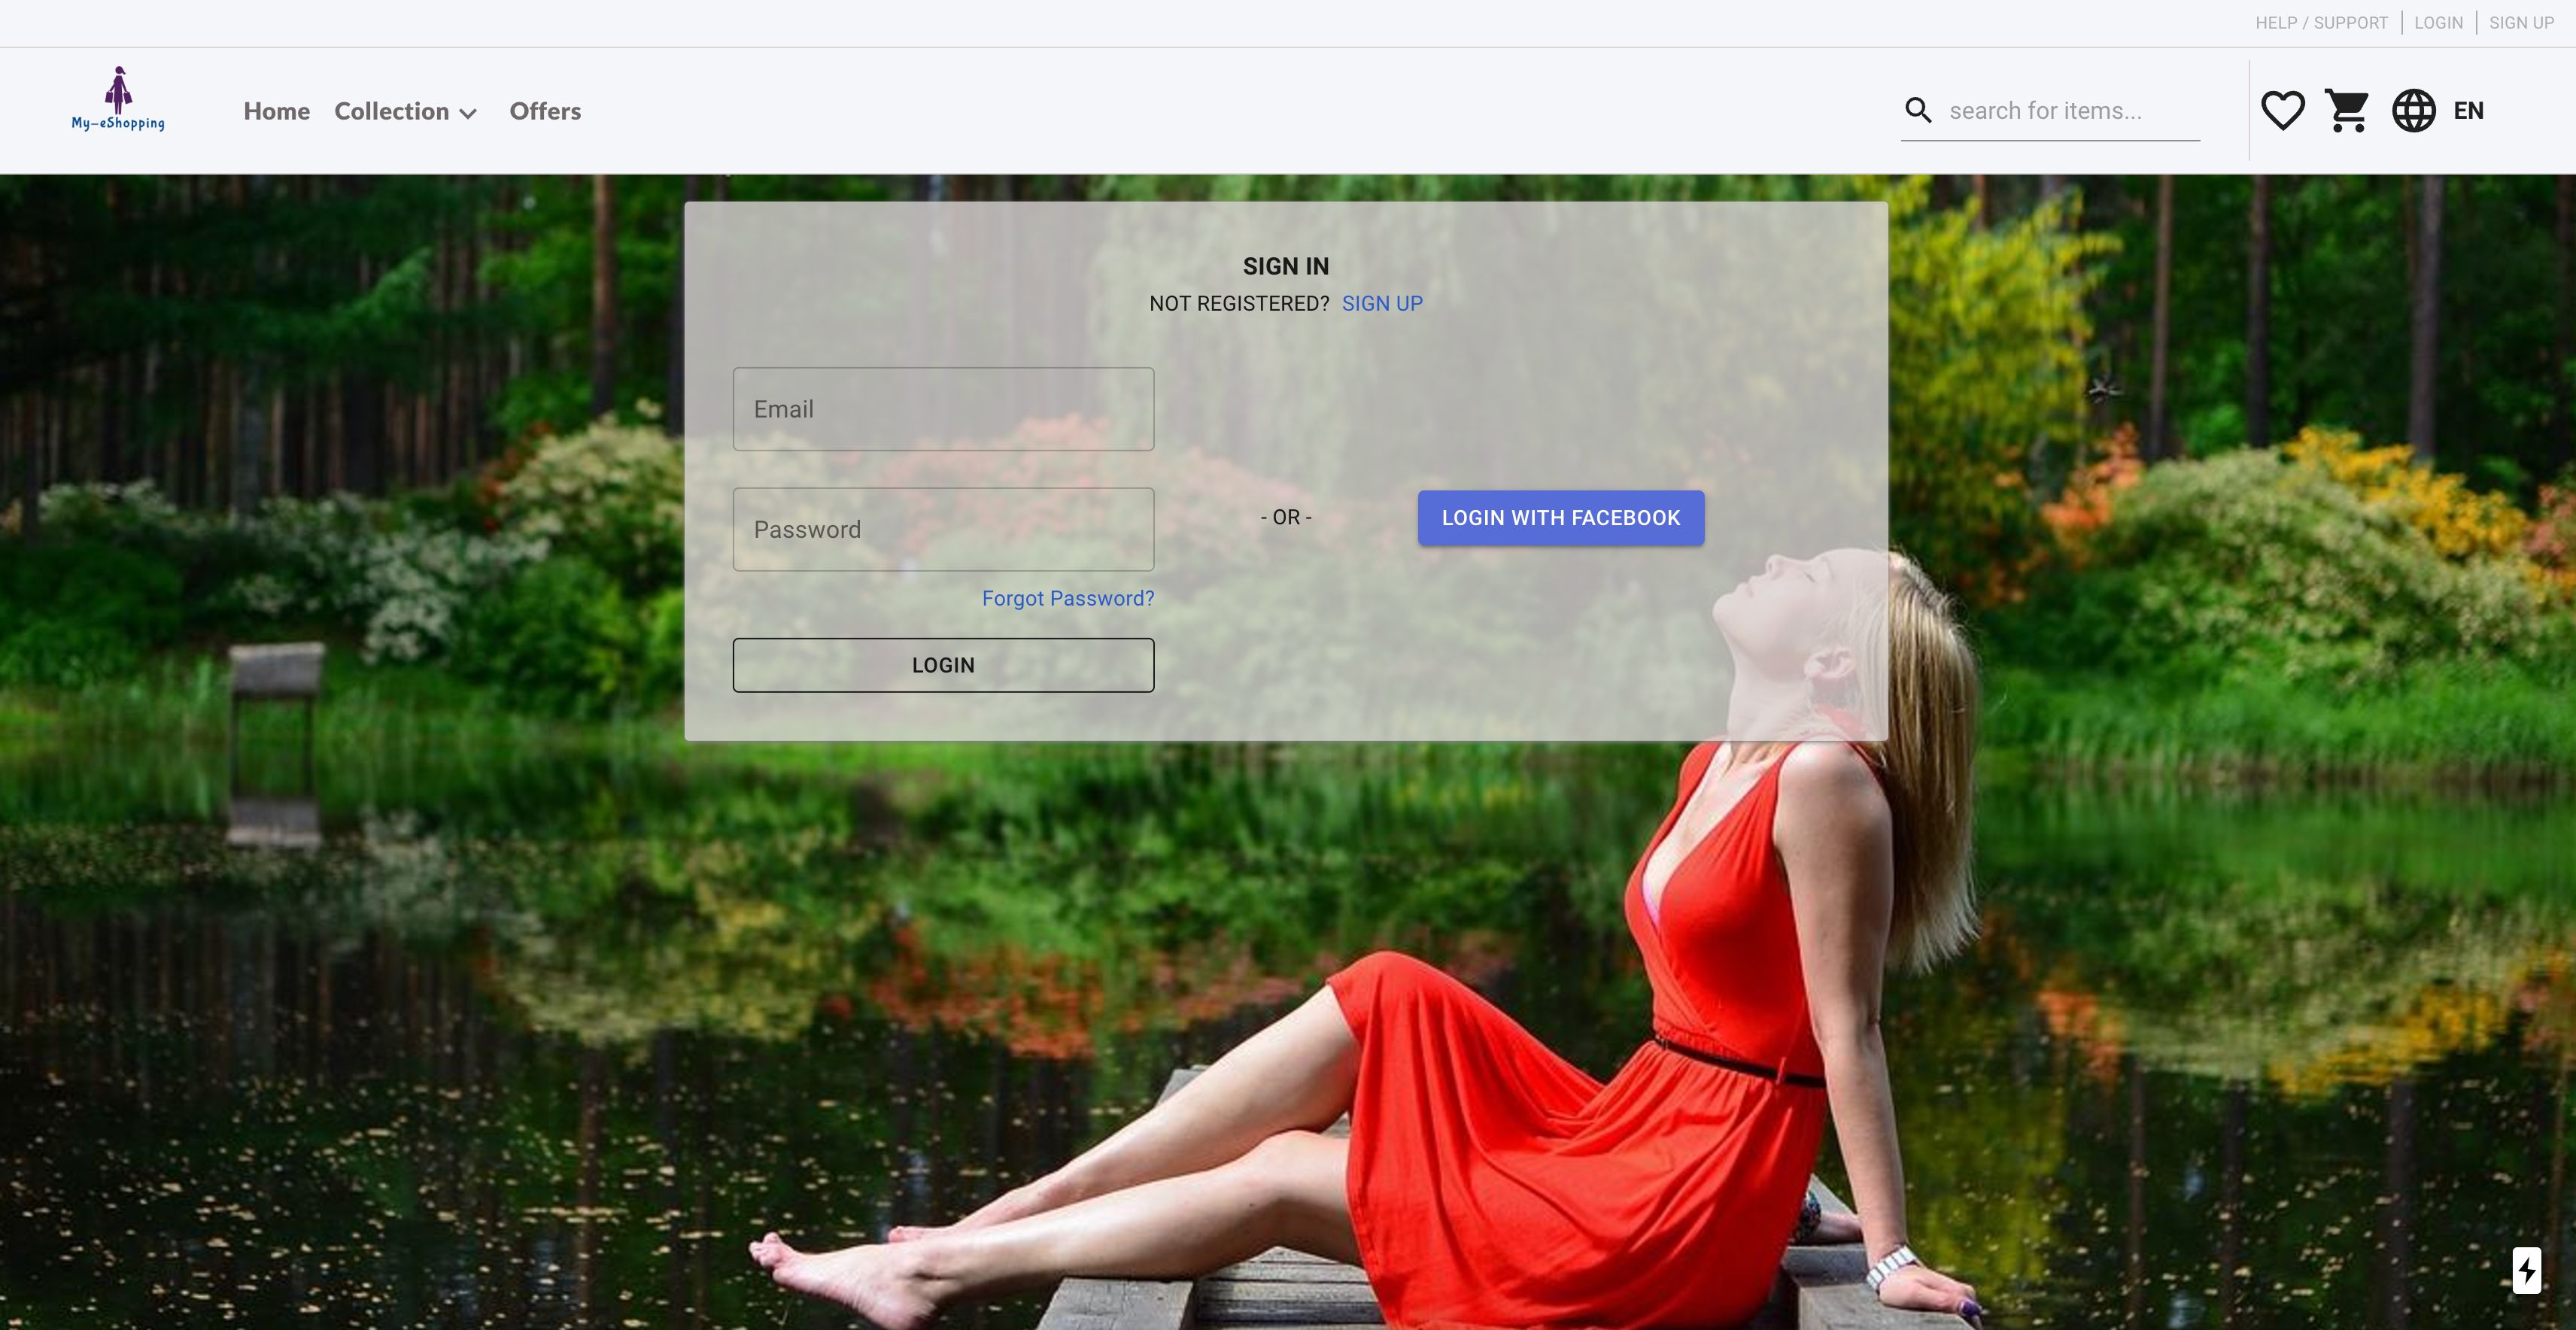 HELP / SUPPORT LOGIN SIGN UP
My-eShopping
Home Collection Offers
search for items...
EN
SIGN IN
NOT REGISTERED? SIGN UP
Email
Password
Forgot Password?
LOGIN
- OR -
LOGIN WITH FACEBOOK